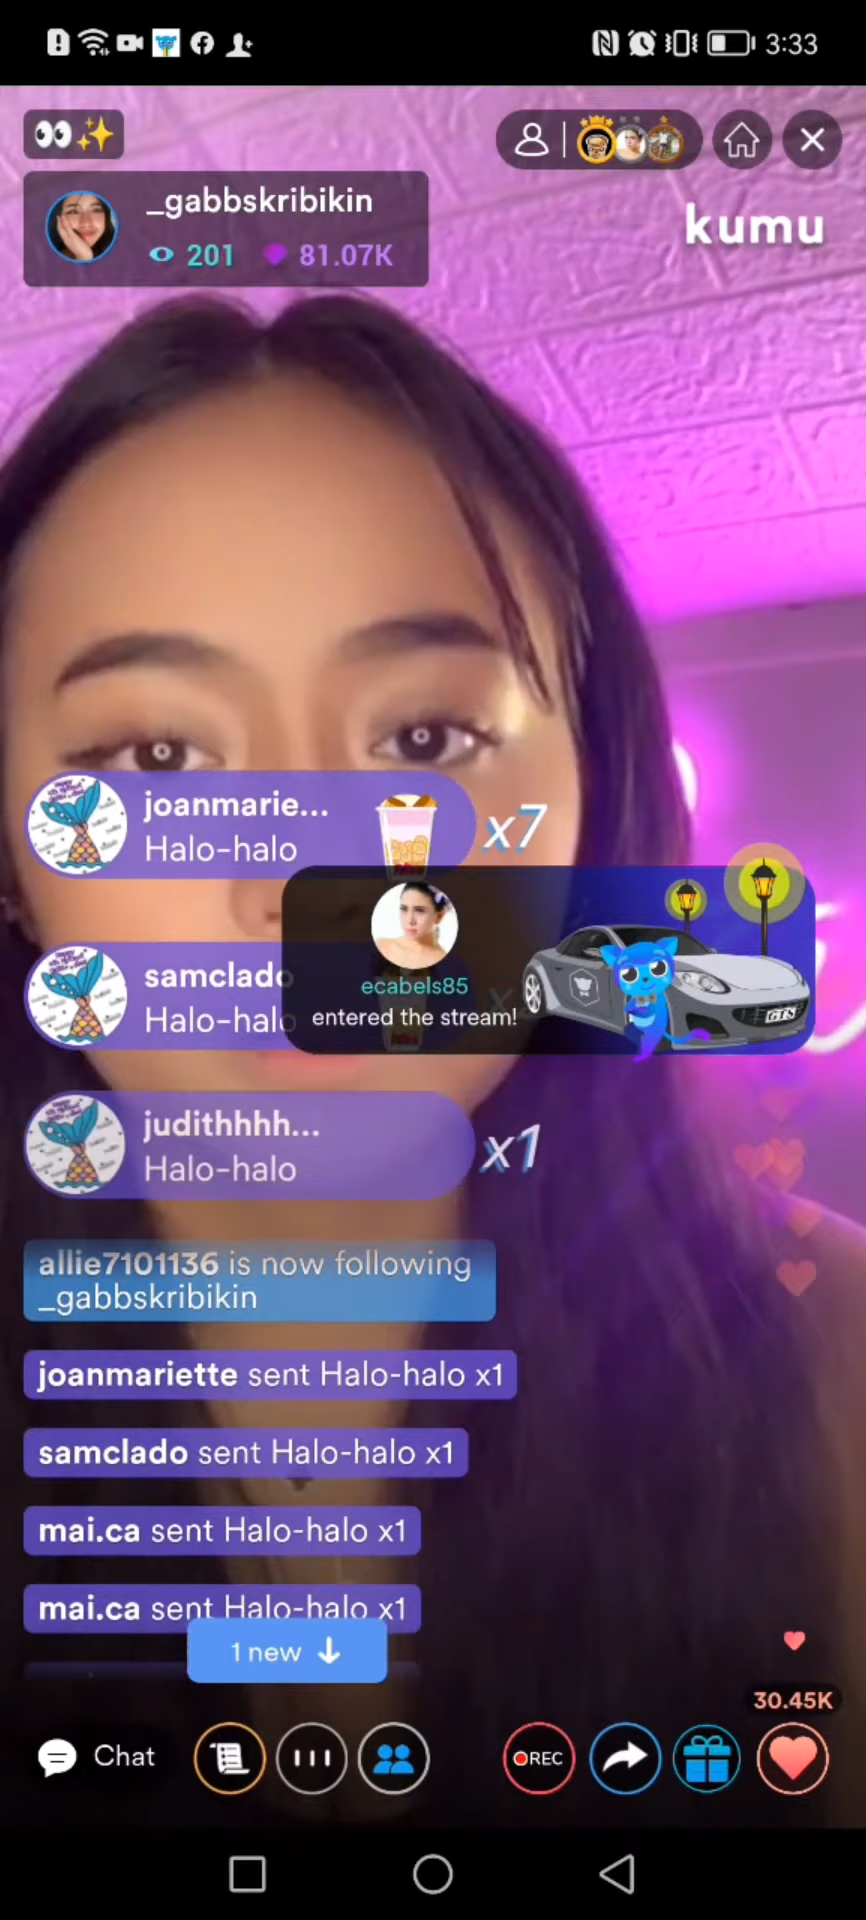 3:33
_gabbskribikin
201 81.07K
kumu
joanmarie...
Halo-halo
x7
ecabels85
entered the stream!
samclado
Halo-halo
judithhhh...
Halo-halo
x1
allie7101136 is now following
_gabbskribikin
joanmariette sent Halo-halo x1
samclado sent Halo-halo x1
mai.ca sent Halo-halo x1
mai.ca sent Halo-halo x1
1 new
30.45K
Chat
REC